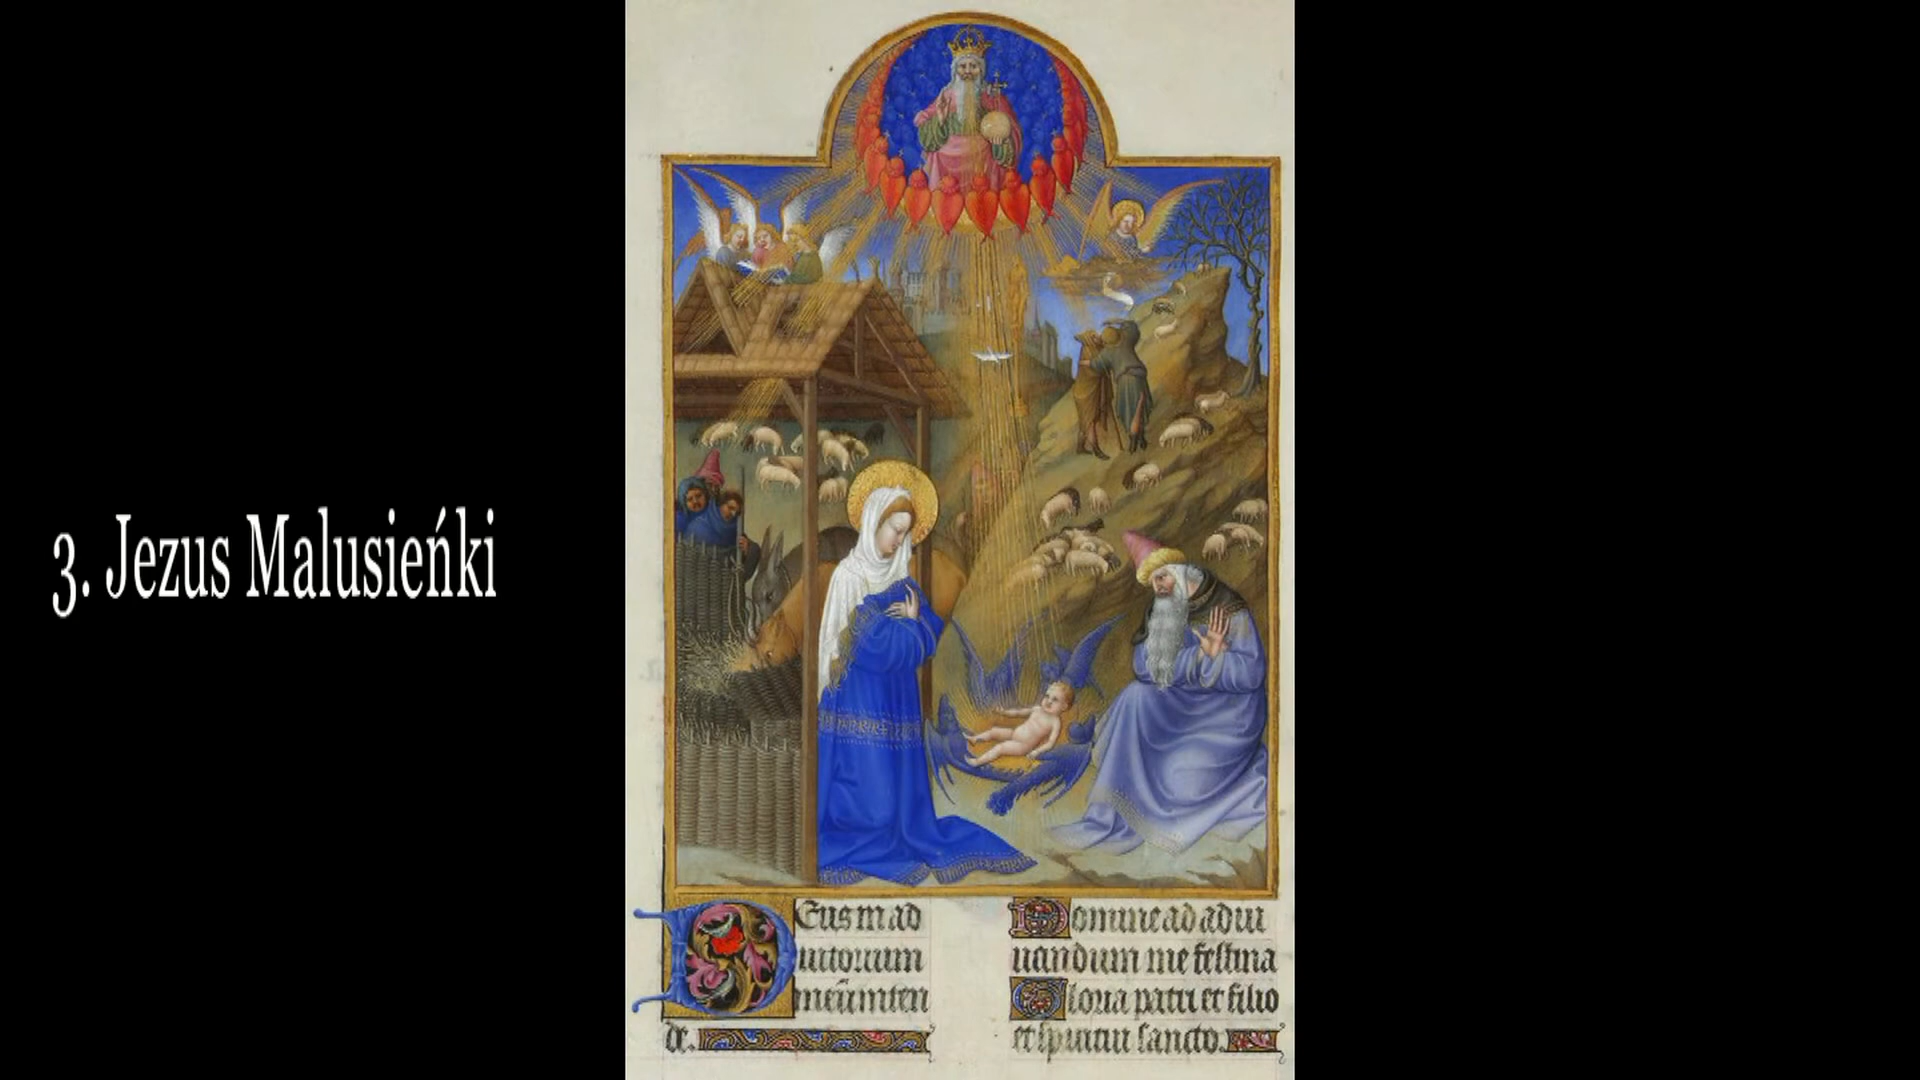 3. Jezus Malusieńki
Deus in ad
iutorium
meum inten
de.
Domine ad adiu
uandum me festina
Gloria patri et filio
et spiritui sancto.